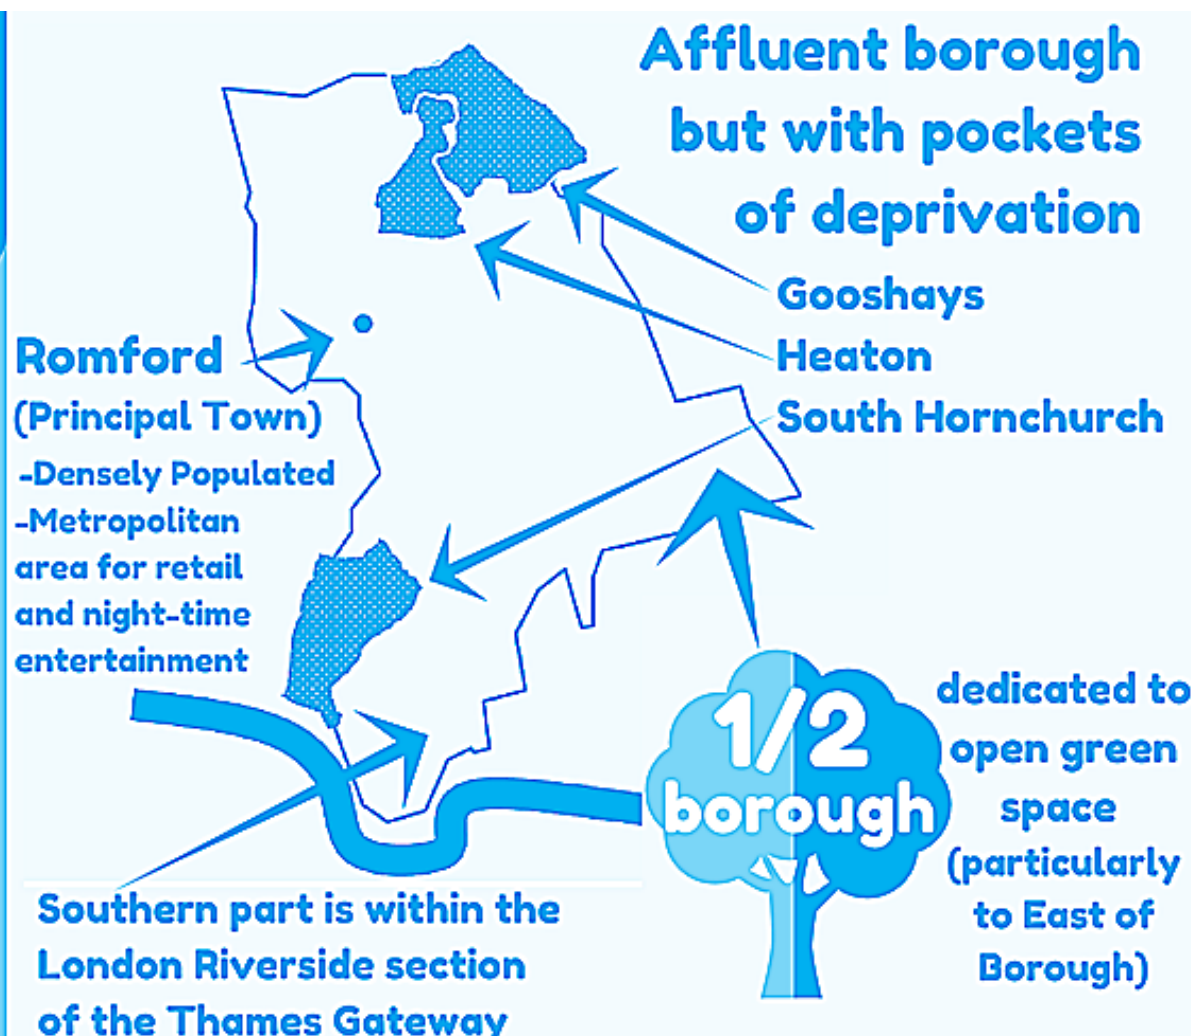 Affluent borough
but with pockets
of deprivation
Gooshays
Heaton
South Hornchurch
Romford
(Principal Town)
-Densely Populated
-Metropolitan
area for retail
and night-time
entertainment
1/2
borough
dedicated to
open green
space
(particularly
to East of
Borough)
Southern part is within the
London Riverside section
of the Thames Gateway